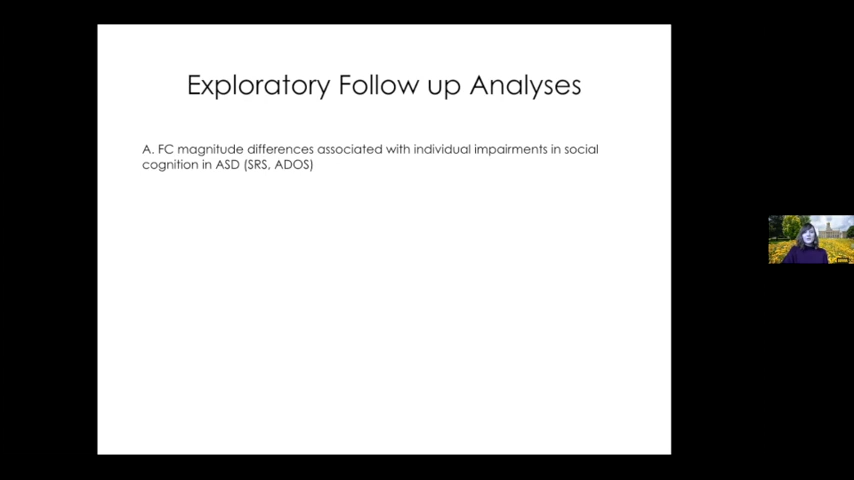 Exploratory Follow up Analyses
A. FC magnitude differences associated with individual impairments in social
cognition in ASD (SRS, ADOS)